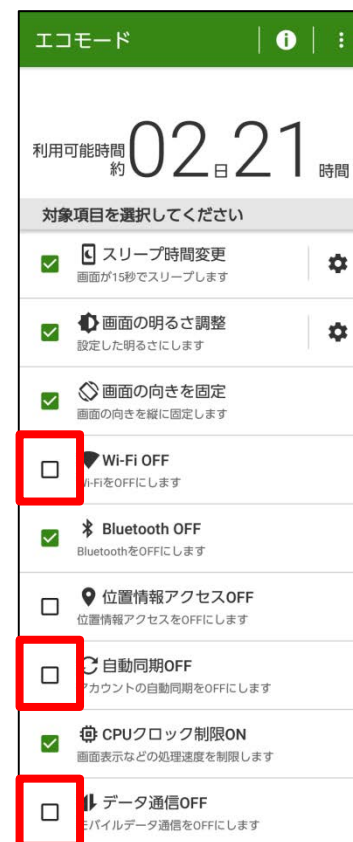 エコモード
利用可能時間
約 02日 21時間
対象項目を選択してください
スリープ時間変更
画面が15秒でスリープします
画面の明るさ調整
設定した明るさにします
画面の向きを固定
画面の向きを縦に固定します
Wi-Fi OFF
Wi-FiをOFFにします
Bluetooth OFF
BluetoothをOFFにします
位置情報アクセスOFF
位置情報アクセスをOFFにします
自動同期OFF
アカウントの自動同期をOFFにします
CPUクロック制限ON
画面表示などの処理速度を制限します
データ通信OFF
モバイルデータ通信をOFFにします